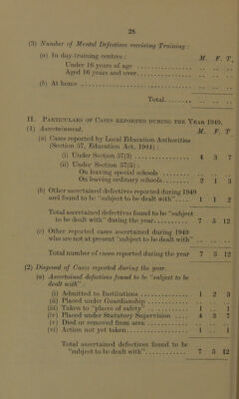 28
(3) Number of Mental Defectives receiving Training :
(a) In day-training centres : M. F. T.
Under 16 years of age .. .. ..
Aged 16 years and over .. .. ..
(b) At home .. .. ..
Total .. .. ..
II. PARTICULARS OF CASES REPORTED DURING THE YEAR 1949.
(1) Ascertainment. M. F. T.
(a) Cases reported by Local Education Authorities
(Section 57, Education Act, 1944) :
(i) Under Section 57(3) 4 3 7
(ii) Under Section 57(5) :
On leaving special schools .. .. ..
On leaving ordinary schools 2 1 3
(b) Other ascertained defectives reported during 1949
and found to be "subject to be dealt with" 1 1 2
Total ascertained defectives found to be "subject
to be dealt with" during the year 7 5 12
(c) Other reported cases ascertained during 1949
who are not at present "subject to be dealt with" .. .. ..
Total number of cases reported during the year 7 5 12
(2) Disposal of Cases reported during the year.
(a) Ascertained defectives found to be "subject to be
dealt with".
(i) Admitted to Institutions 1 2 3
(ii) Placed under Guardianship .. .. ..
(iii) Taken to "places of safety" 1 .. 1
(iv) Placed under Statutory Supervision 4 3 7
(v) Died or removed from area .. .. ..
(vi) Action not yet taken 1 .. 1
Total ascertained defectives found to be
"subject to be dealt with" 7 5 12